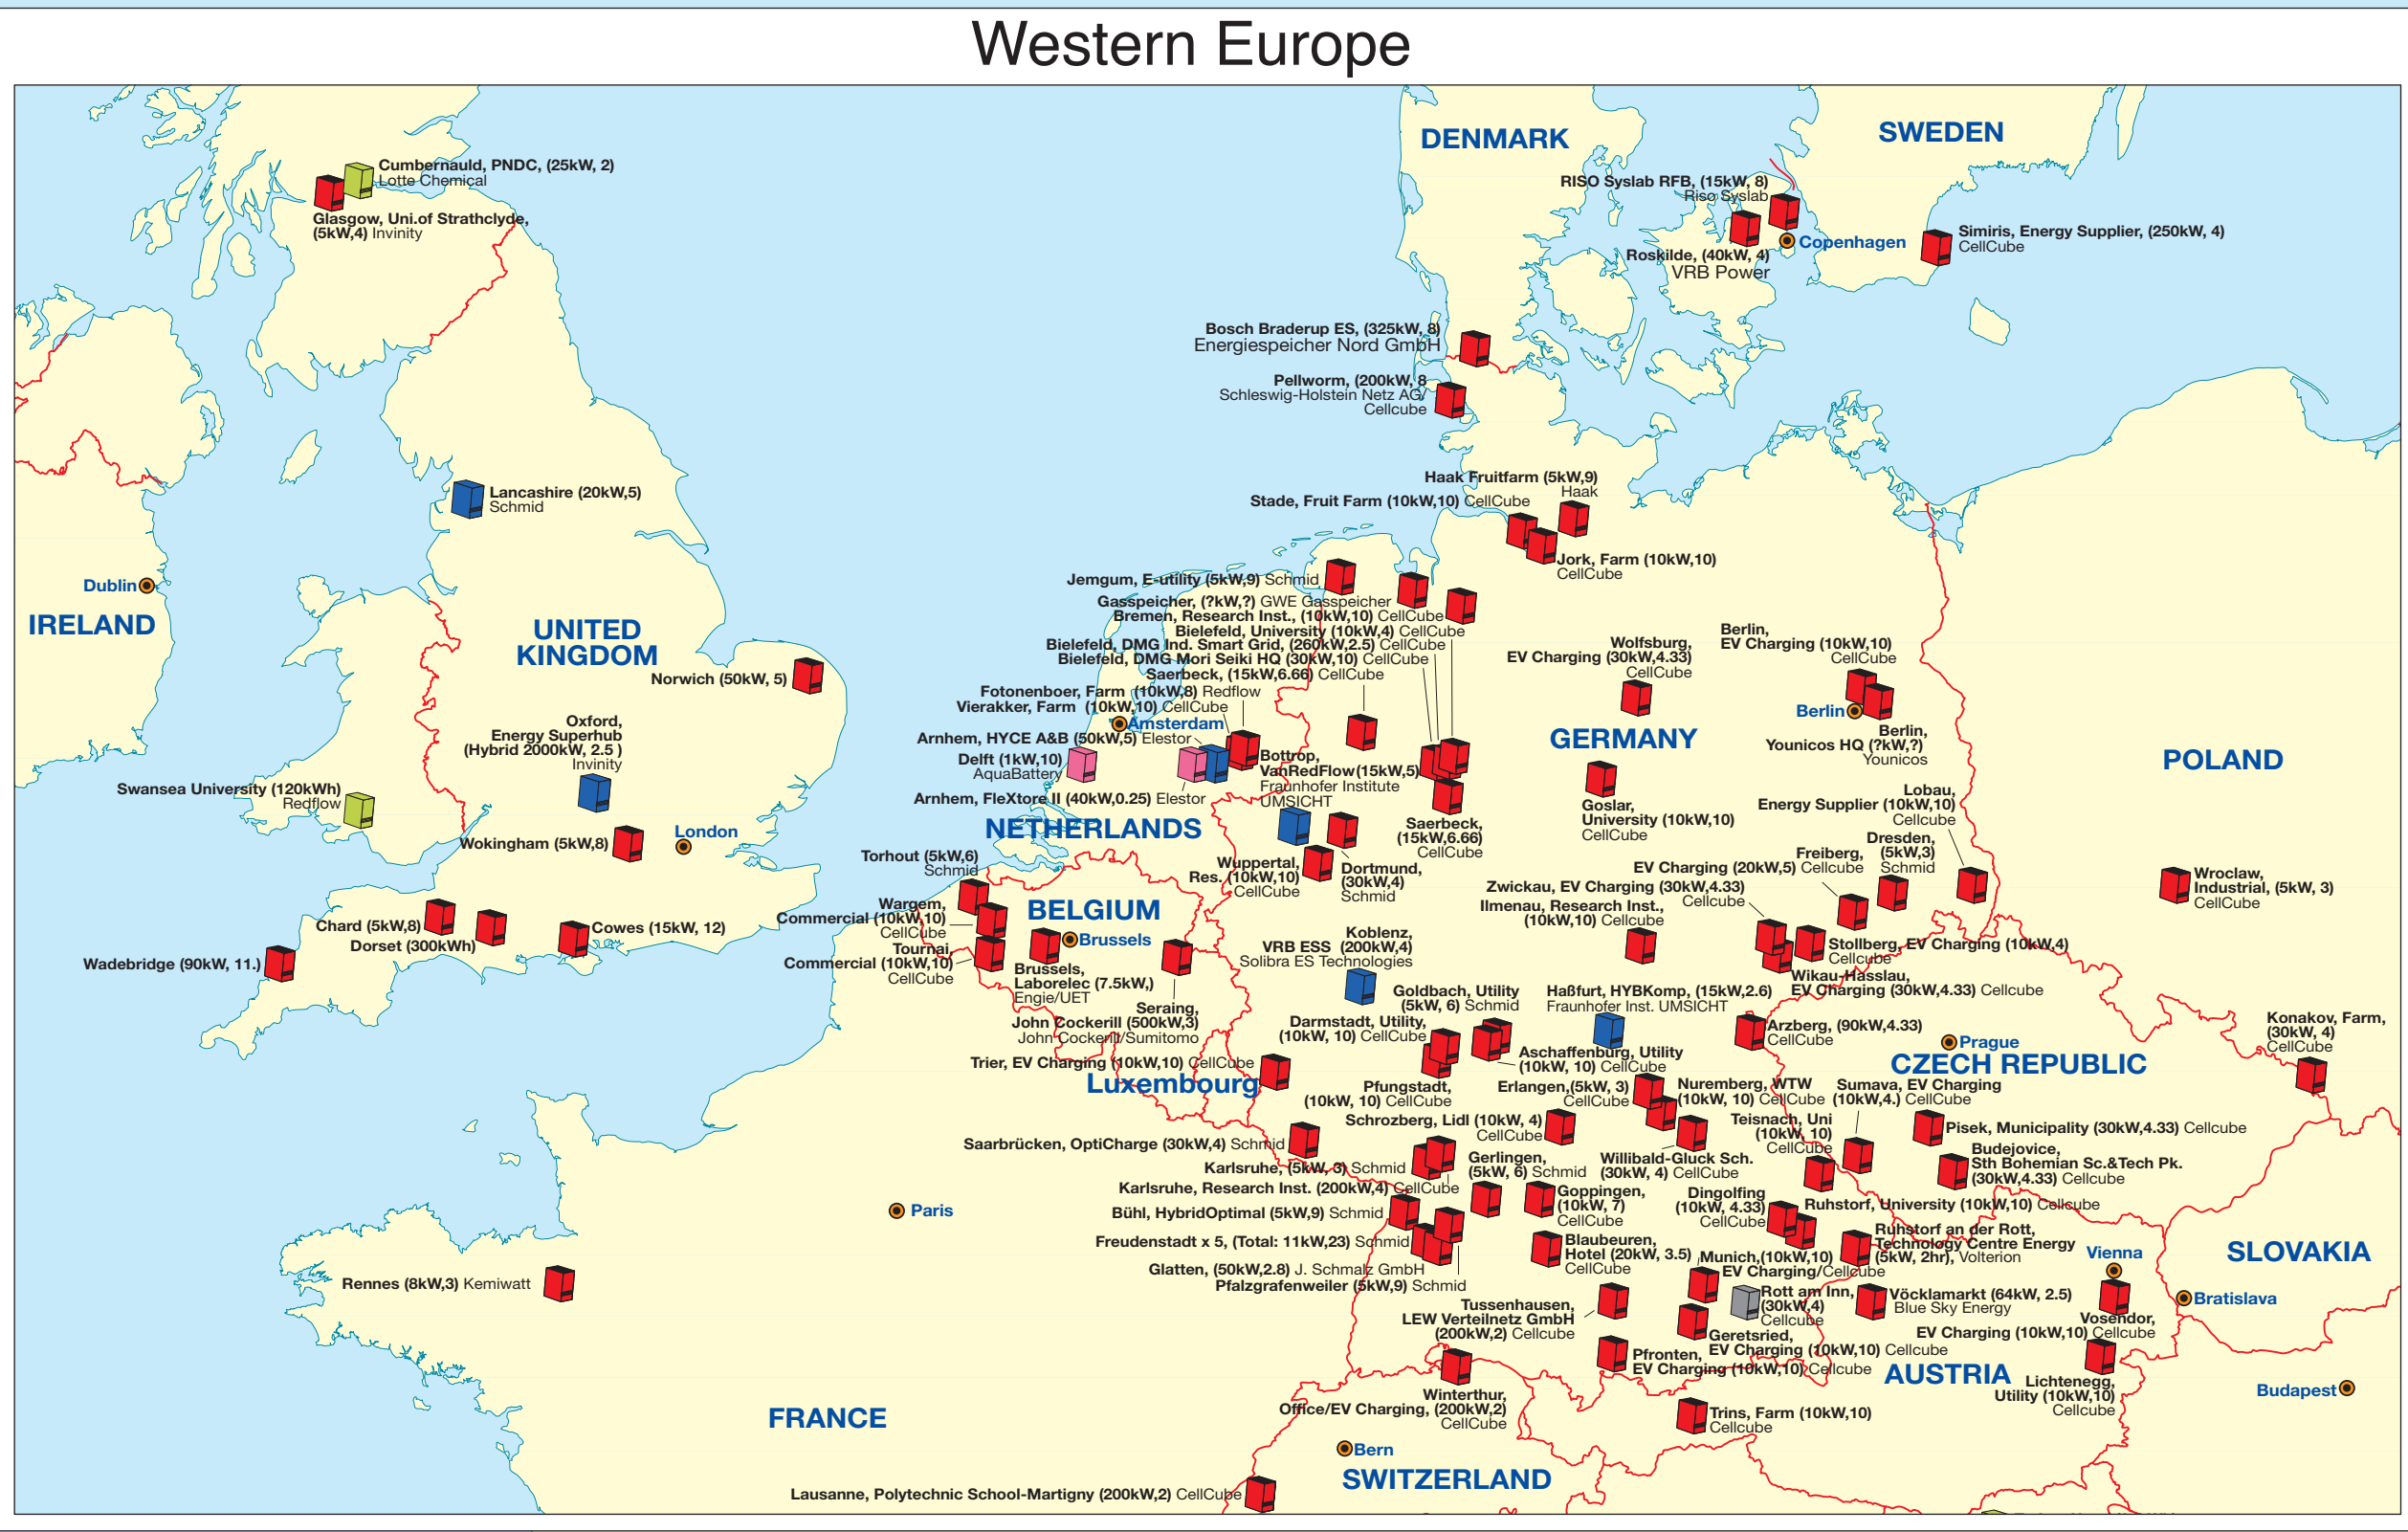 Western Europe
DENMARK
SWEDEN
Cumbernauld, PNDC, (25kW, 2)
Lotte Chemical
Glasgow, Uni.of Strathclyde,
(5kW,4) Invinity
RISO Syslab RFB, (15kW, 8)
Riso Syslab
Copenhagen
Roskilde, (40kW, 4)
VRB Power
Simiris, Energy Supplier, (250kW, 4)
CellCube
Bosch Braderup ES, (325kW, 8)
Energiespeicher Nord GmbH
Pellworm, (200kW, 8
Schleswig-Holstein Netz AG/
Cellcube
Lancashire (20kW,5)
Schmid
Haak Fruitfarm (5kW,9)
Haak
Stade, Fruit Farm (10kW,10) CellCube
Jork, Farm (10kW,10)
CellCube
Dublin
IRELAND
UNITED
KINGDOM
Jemgum, E-utility (5kW,9) Schmid
Gasspeicher, (?kW,?) GWE Gasspeicher
Bremen, Research Inst., (10kW,10) CellCube
Bielefeld, University (10kW,4) CellCube
Bielefeld, DMG Ind. Smart Grid, (260kW,2.5) CellCube
Bielefeld, DMG Mori Seiki HQ (30kW,10) CellCube
Saerbeck, (15kW,6.66) CellCube
Fotonenboer, Farm (10kW,8) Redflow
Vierakker, Farm (10kW,10) CellCube
Amsterdam
Arnhem, HYCE A&B (50kW,5) Elestor
Delft (1kW,10)
AquaBattery
Arnhem, FleXtore II (40kW,0.25) Elestor
NETHERLANDS
Bottrop,
VanRedFlow(15kW,5)
Fraunhofer Institute
UMSICHT
Wolfsburg,
EV Charging (30kW,4.33)
CellCube
Berlin,
EV Charging (10kW,10)
CellCube
Berlin
Berlin,
Younicos HQ (?kW,?)
Younicos
GERMANY
POLAND
Norwich (50kW, 5)
Oxford,
Energy Superhub
(Hybrid 2000kW, 2.5 )
Invinity
Swansea University (120kWh)
Redflow
Wokingham (5kW,8)
London
Goslar,
University (10kW,10)
CellCube
Lobau,
Energy Supplier (10kW,10)
Cellcube
Saerbeck,
(15kW,6.66)
CellCube
Wuppertal,
Res. (10kW,10)
CellCube
Dortmund,
(30kW,4)
Schmid
Dresden,
(5kW,3)
Schmid
Freiberg,
EV Charging (20kW,5) Cellcube
Zwickau, EV Charging (30kW,4.33)
Cellcube
Ilmenau, Research Inst.,
(10kW,10) Cellcube
Wroclaw,
Industrial, (5kW, 3)
CellCube
Torhout (5kW,6)
Schmid
Wargem,
Commercial (10kW,10)
CellCube
Tournai,
Commercial (10kW,10)
CellCube
BELGIUM
Brussels
Brussels,
Laborelec (7.5kW,)
Engie/UET
Seraing,
John Cockerill (500kW,3)
John Cockerill/Sumitomo
Chard (5kW,8)
Dorset (300kWh)
Cowes (15kW, 12)
Wadebridge (90kW, 11.)
Koblenz,
VRB ESS (200kW,4)
Solibra ES Technologies
Stollberg, EV Charging (10kW,4)
Cellcube
Wikau-Hasslau,
EV Charging (30kW,4.33) Cellcube
Goldbach, Utility
(5kW, 6) Schmid
Haßfurt, HYBKomp, (15kW,2.6)
Fraunhofer Inst. UMSICHT
Darmstadt, Utility,
(10kW, 10) CellCube
Aschaffenburg, Utility
(10kW, 10) CellCube
Arzberg, (90kW,4.33)
CellCube
Prague
CZECH REPUBLIC
Konakov, Farm,
(30kW, 4)
CellCube
Trier, EV Charging (10kW,10) CellCube
Luxembourg
Pfungstadt,
(10kW, 10) CellCube
Erlangen,(5kW, 3)
CellCube
Nuremberg, WTW
(10kW, 10) CellCube
Sumava, EV Charging
(10kW,4.) CellCube
Schrozberg, Lidl (10kW, 4)
CellCube
Teisnach, Uni
(10kW, 10)
CellCube
Pisek, Municipality (30kW,4.33) Cellcube
Saarbrücken, OptiCharge (30kW,4) Schmid
Budejovice,
Sth Bohemian Sc.&Tech Pk.
(30kW,4.33) Cellcube
Karlsruhe, (5kW, 3) Schmid
Gerlingen,
(5kW, 6) Schmid
Willibald-Gluck Sch.
(30kW, 4) CellCube
Karlsruhe, Research Inst. (200kW,4) CellCube
Goppingen,
(10kW, 7)
CellCube
Dingolfing
(10kW, 4.33)
CellCube
Ruhstorf, University (10kW,10) Cellcube
Bühl, HybridOptimal (5kW,9) Schmid
Paris
Freudenstadt x 5, (Total: 11kW,23) Schmid
Blaubeuren,
Hotel (20kW, 3.5)
CellCube
Ruhstorf an der Rott,
Technology Centre Energy
(5kW, 2hr), Volterion
Munich,(10kW,10)
EV Charging/Cellcube
Vienna
SLOVAKIA
Glatten, (50kW,2.8) J. Schmalz GmbH
Pfalzgrafenweiler (5kW,9) Schmid
Rennes (8kW,3) Kemiwatt
Rott am Inn,
(30kW,4)
Cellcube
Vöcklamarkt (64kW, 2.5)
Blue Sky Energy
Bratislava
Tussenhausen,
LEW Verteilnetz GmbH
(200kW,2) Cellcube
Vosendor,
EV Charging (10kW,10) Cellcube
Geretsried,
EV Charging (10kW,10) Cellcube
Pfronten,
EV Charging (10kW,10) Cellcube
AUSTRIA
Lichtenegg,
Utility (10kW,10)
Cellcube
Budapest
Winterthur,
Office/EV Charging, (200kW,2)
CellCube
Trins, Farm (10kW,10)
Cellcube
FRANCE
Bern
SWITZERLAND
Lausanne, Polytechnic School-Martigny (200kW,2) CellCube